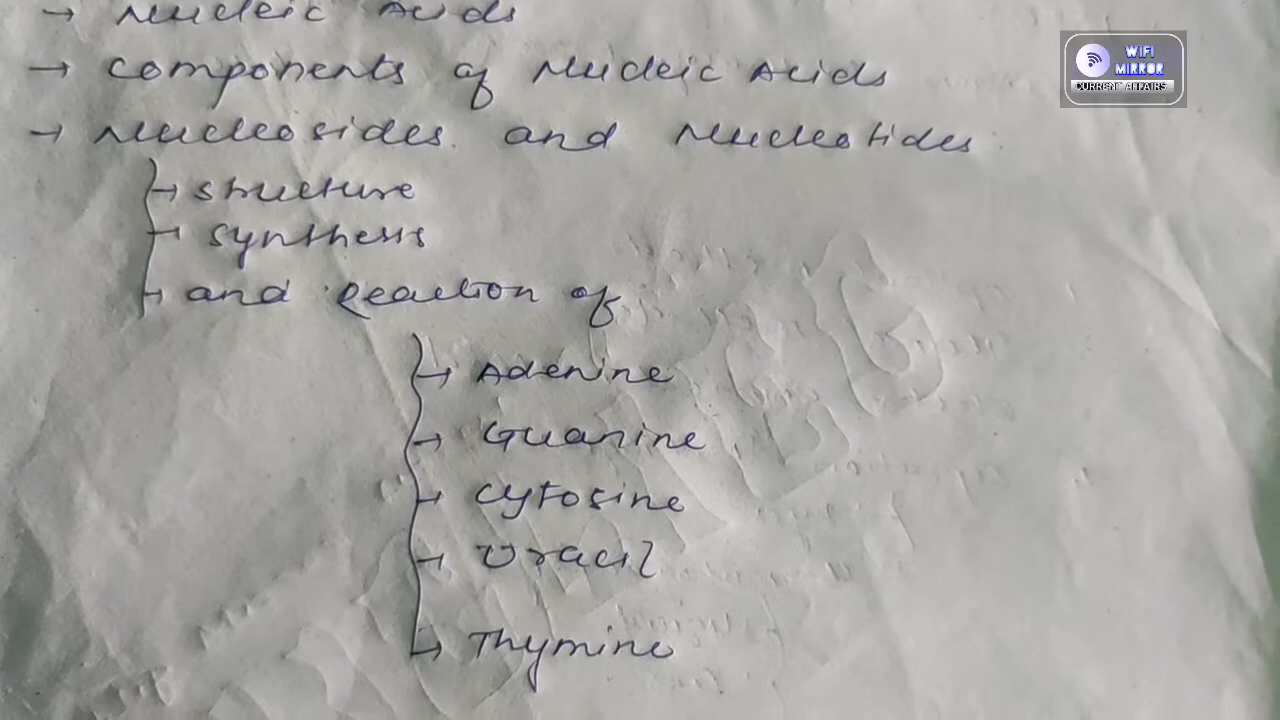 → Nucleic Acids
→ components of Nucleic Acids
→ Nucleosides and Nucleotides
→ structure
→ synthesis
→ and Reaction of
→ Adenine
→ Guanine
→ cytosine
→ Uracil
→ Thymine
WIFI
MIRROR
CURRENT AFFAIRS